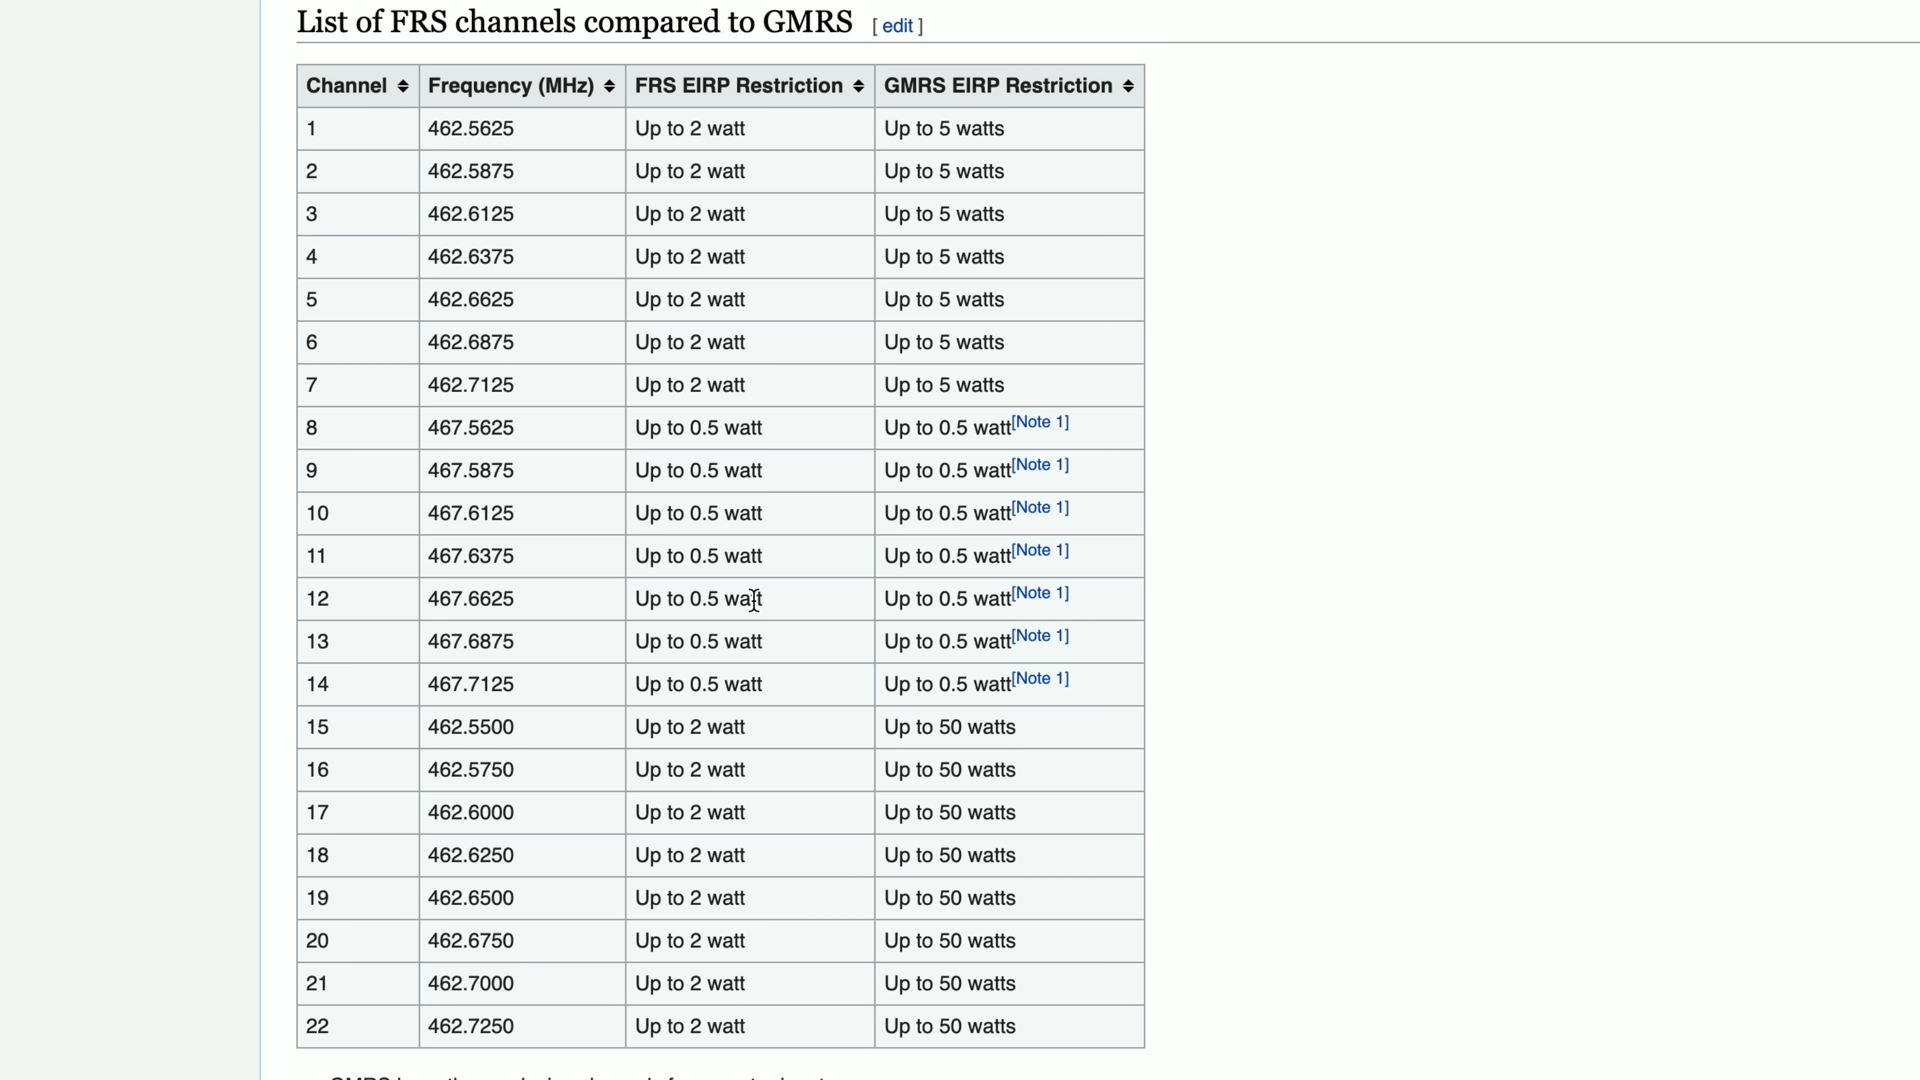 List of FRS channels compared to GMRS [ edit ]
Channel Frequency (MHz) FRS EIRP Restriction GMRS EIRP Restriction
1 462.5625 Up to 2 watt Up to 5 watts
2 462.5875 Up to 2 watt Up to 5 watts
3 462.6125 Up to 2 watt Up to 5 watts
4 462.6375 Up to 2 watt Up to 5 watts
5 462.6625 Up to 2 watt Up to 5 watts
6 462.6875 Up to 2 watt Up to 5 watts
7 462.7125 Up to 2 watt Up to 5 watts
8 467.5625 Up to 0.5 watt Up to 0.5 watt[Note 1]
9 467.5875 Up to 0.5 watt Up to 0.5 watt[Note 1]
10 467.6125 Up to 0.5 watt Up to 0.5 watt[Note 1]
11 467.6375 Up to 0.5 watt Up to 0.5 watt[Note 1]
12 467.6625 Up to 0.5 watt Up to 0.5 watt[Note 1]
13 467.6875 Up to 0.5 watt Up to 0.5 watt[Note 1]
14 467.7125 Up to 0.5 watt Up to 0.5 watt[Note 1]
15 462.5500 Up to 2 watt Up to 50 watts
16 462.5750 Up to 2 watt Up to 50 watts
17 462.6000 Up to 2 watt Up to 50 watts
18 462.6250 Up to 2 watt Up to 50 watts
19 462.6500 Up to 2 watt Up to 50 watts
20 462.6750 Up to 2 watt Up to 50 watts
21 462.7000 Up to 2 watt Up to 50 watts
22 462.7250 Up to 2 watt Up to 50 watts